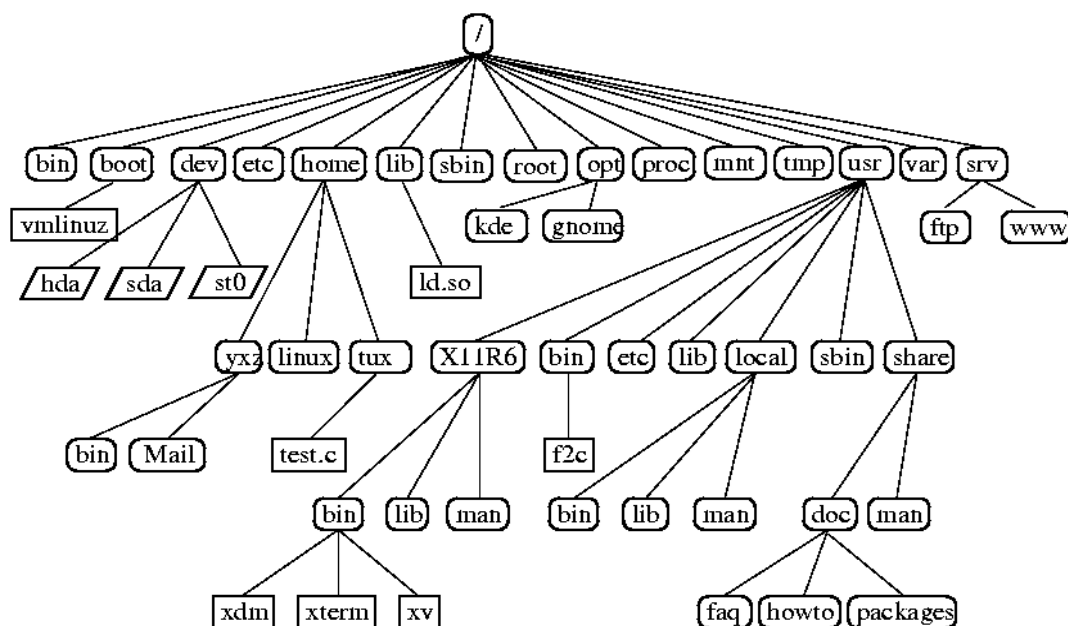 /
bin boot dev etc home lib sbin root opt proc mnt tmp usr var srv
vmlinuz kde gnome ftp www
hda sda st0 ld.so
yxz linux tux X11R6 bin etc lib local sbin share
bin Mail test.c f2c
bin lib man bin lib man doc man
xdm xterm xv faq howto packages